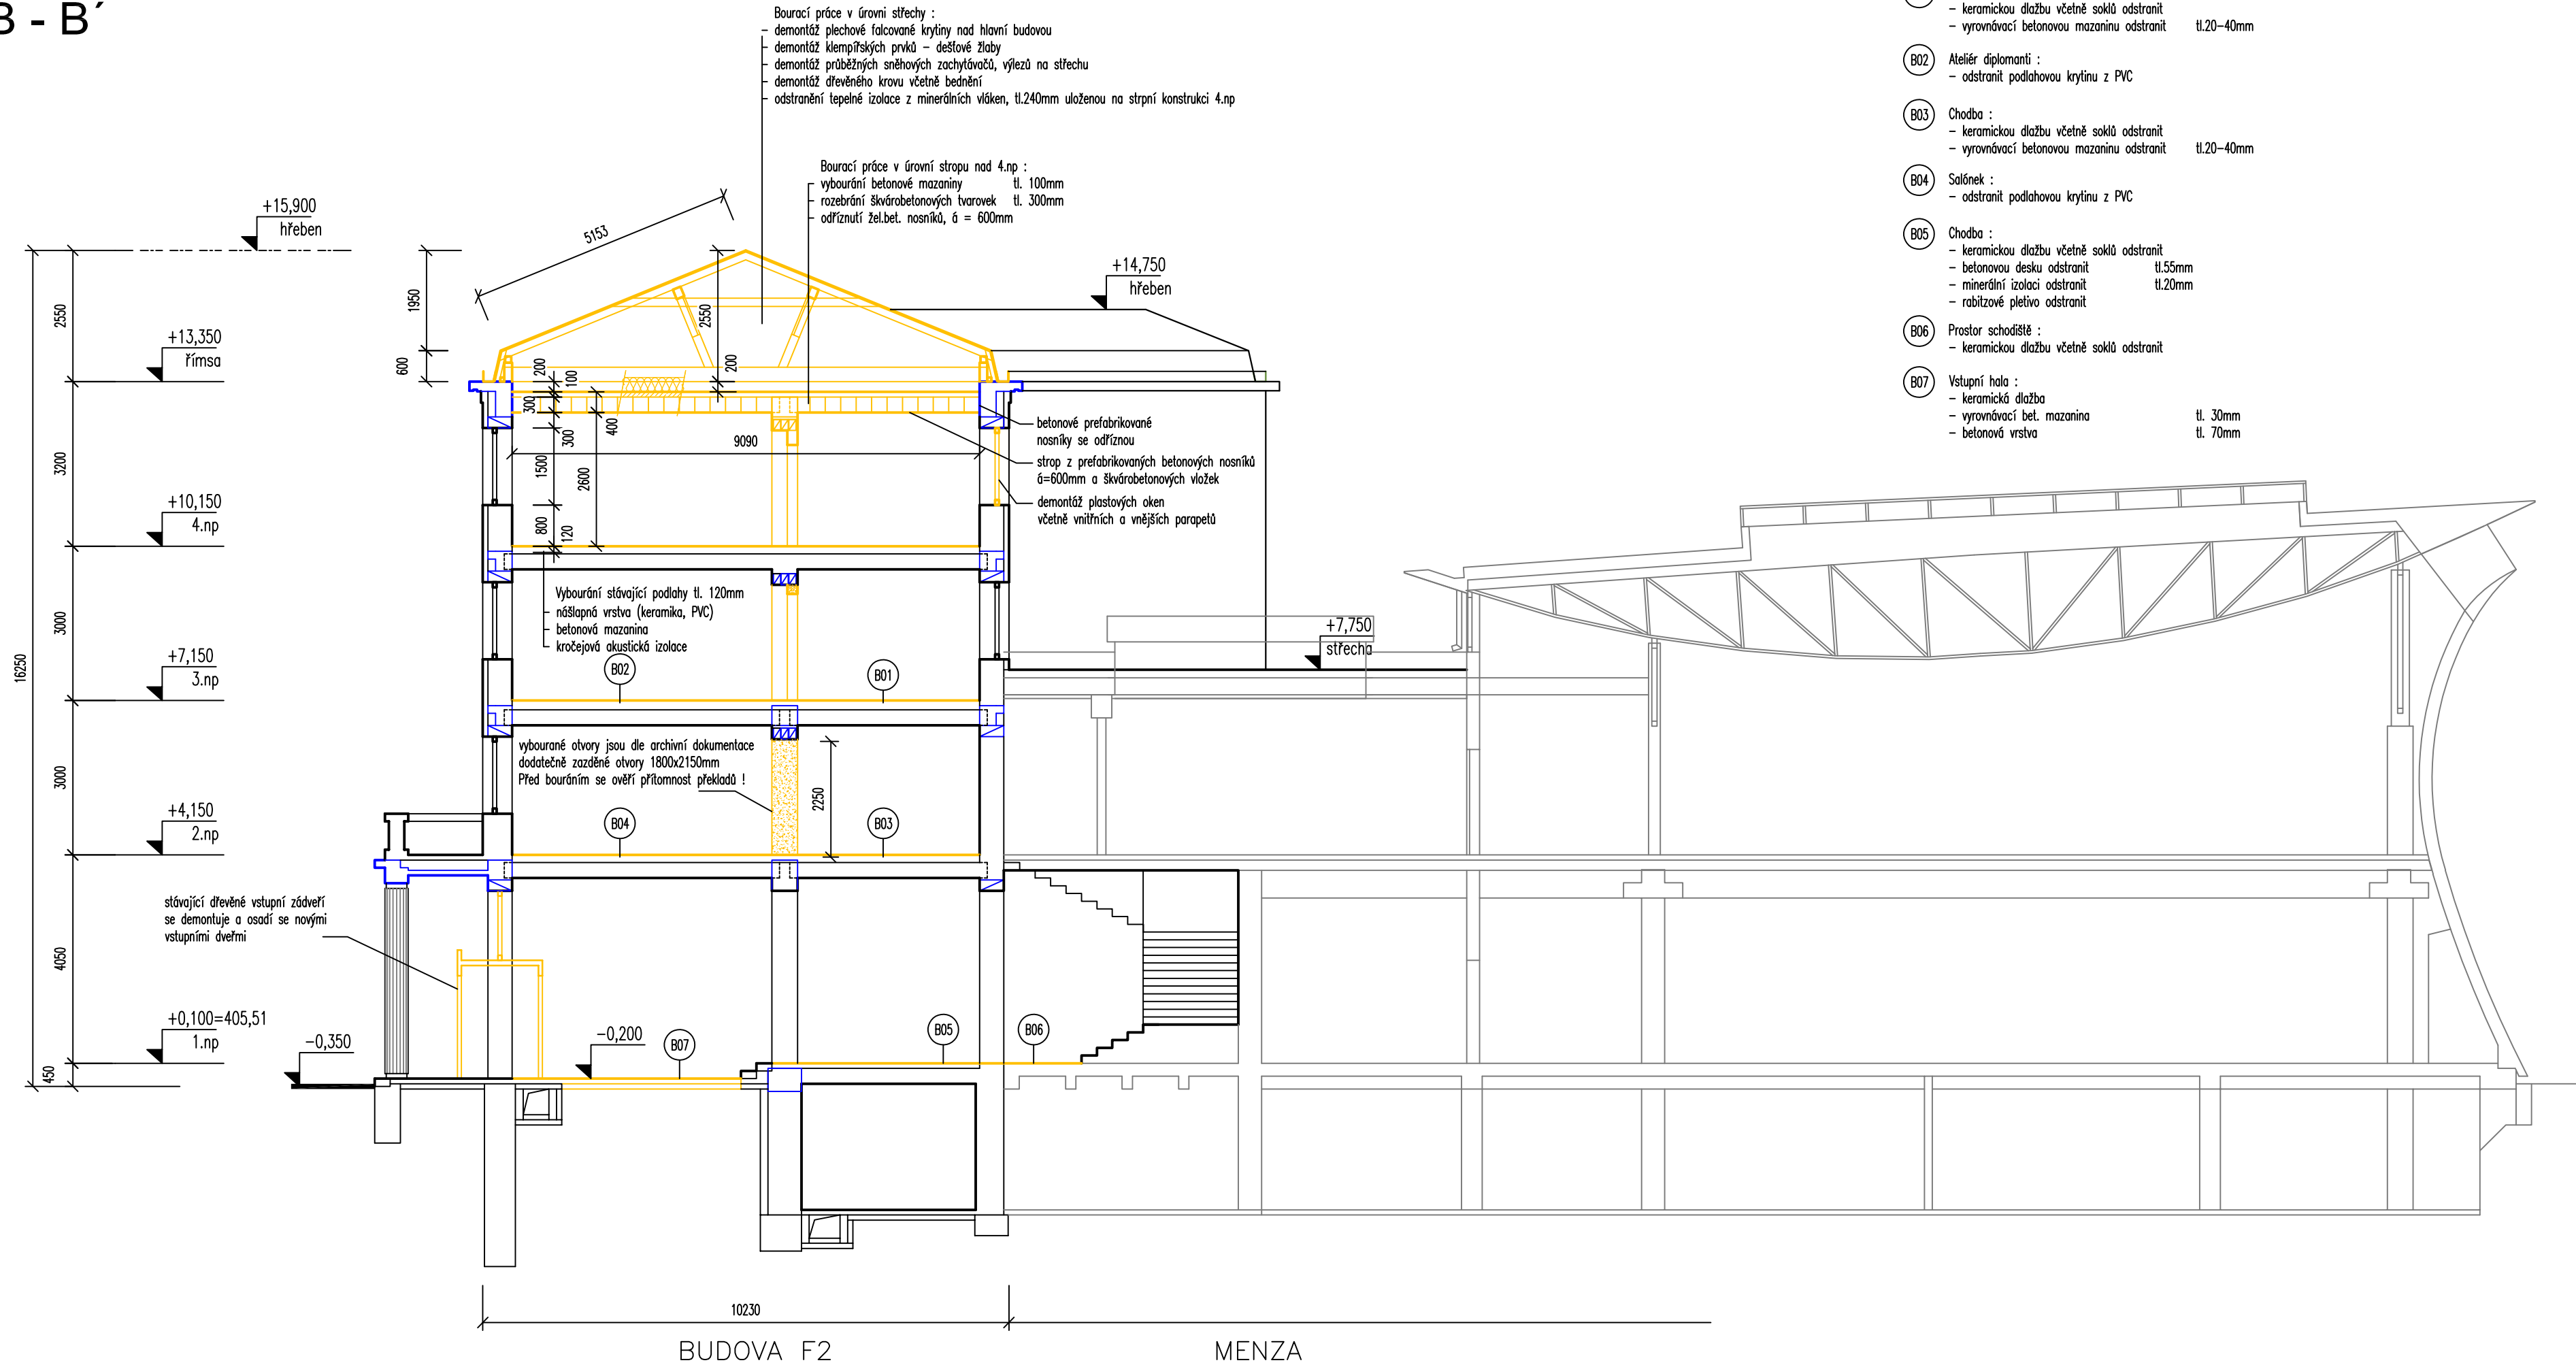 B - B´
Bourací práce v úrovni střechy :
- demontáž plechové falcované krytiny nad hlavní budovou
- demontáž klempířských prvků - dešťové žlaby
- demontáž průběžných sněhových zachytávačů, výlezů na střechu
- demontáž dřevěného krovu včetně bednění
- odstranění tepelné izolace z minerálních vláken, tl.240mm uloženou na strpní konstrukci 4.np
Bourací práce v úrovní stropu nad 4.np :
- vybourání betonové mazaniny tl. 100mm
- rozebrání škvárobetonových tvarovek tl. 300mm
- odříznutí žel.bet. nosníků, á = 600mm
- keramickou dlažbu včetně soklů odstranit
- vyrovnávací betonovou mazaninu odstranit tl.20-40mm
B02 Ateliér diplomanti :
- odstranit podlahovou krytinu z PVC
B03 Chodba :
- keramickou dlažbu včetně soklů odstranit
- vyrovnávací betonovou mazaninu odstranit tl.20-40mm
B04 Salónek :
- odstranit podlahovou krytinu z PVC
B05 Chodba :
- keramickou dlažbu včetně soklů odstranit
- betonovou desku odstranit tl.55mm
- minerální izolaci odstranit tl.20mm
- rabitzové pletivo odstranit
B06 Prostor schodiště :
- keramickou dlažbu včetně soklů odstranit
B07 Vstupní hala :
- keramická dlažba
- vyrovnávací bet. mazanina tl. 30mm
- betonová vrstva tl. 70mm
+15,900
hřeben
5153
+14,750
hřeben
2550
1950
2550
+13,350
římsa
600
200
100
200
300
400
300
9090
betonové prefabrikované
nosníky se odříznou
strop z prefabrikovaných betonových nosníků
á=600mm a škvárobetonových vložek
demontáž plastových oken
včetně vnitřních a vnějších parapetů
3200
1500
2600
+10,150
4.np
800
120
Vybourání stávající podlahy tl. 120mm
- nášlapná vrstva (keramika, PVC)
- betonová mazanina
- kročejová akustická izolace
3000
16250
+7,150
3.np
B02
B01
+7,750
střecha
vybourané otvory jsou dle archivní dokumentace
dodatečně zazděné otvory 1800x2150mm
Před bouráním se ověří přítomnost překladů !
3000
2250
+4,150
2.np
B04
B03
stávající dřevěné vstupní zádveří
se demontuje a osadí se novými
vstupními dveřmi
4050
+0,100=405,51
1.np
-0,350
-0,200
B07
B05
B06
450
10230
BUDOVA F2
MENZA